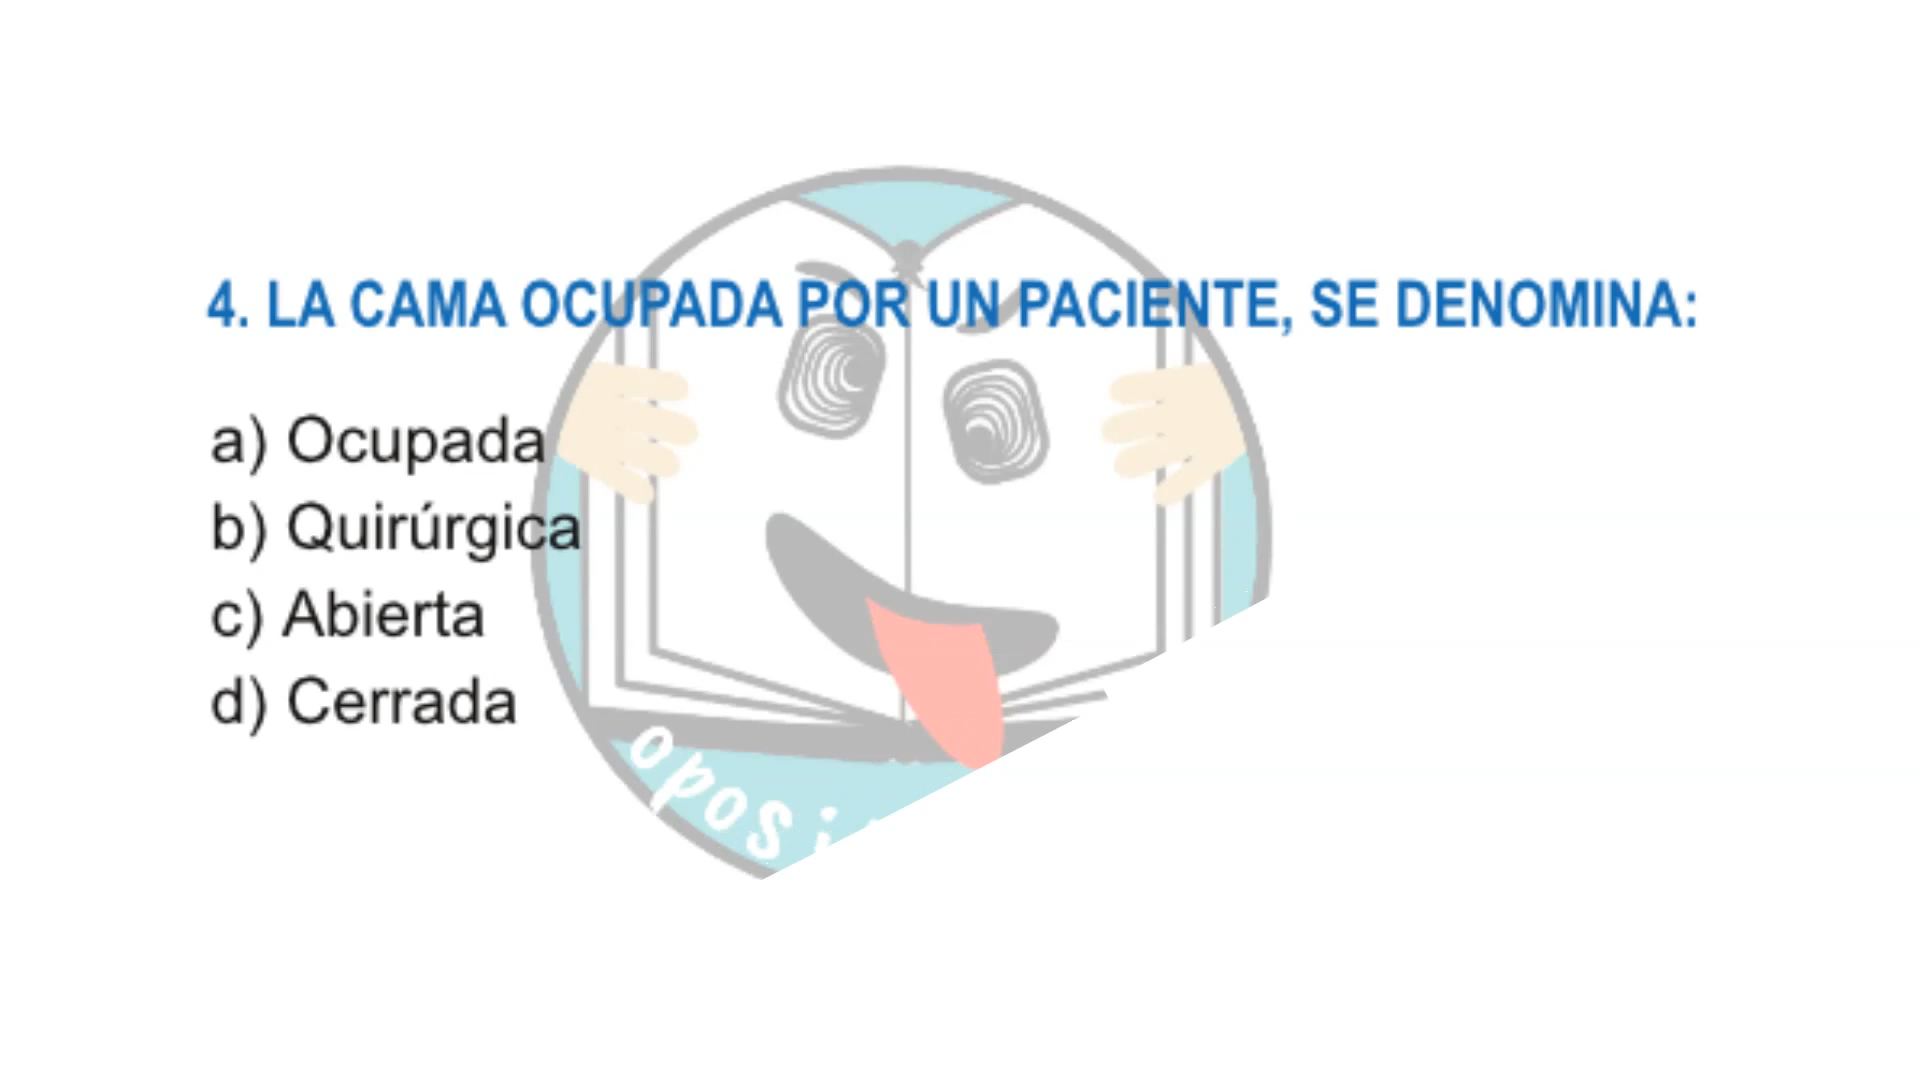 4. LA CAMA OCUPADA POR UN PACIENTE, SE DENOMINA:
a) Ocupada
b) Quirúrgica
c) Abierta
d) Cerrada